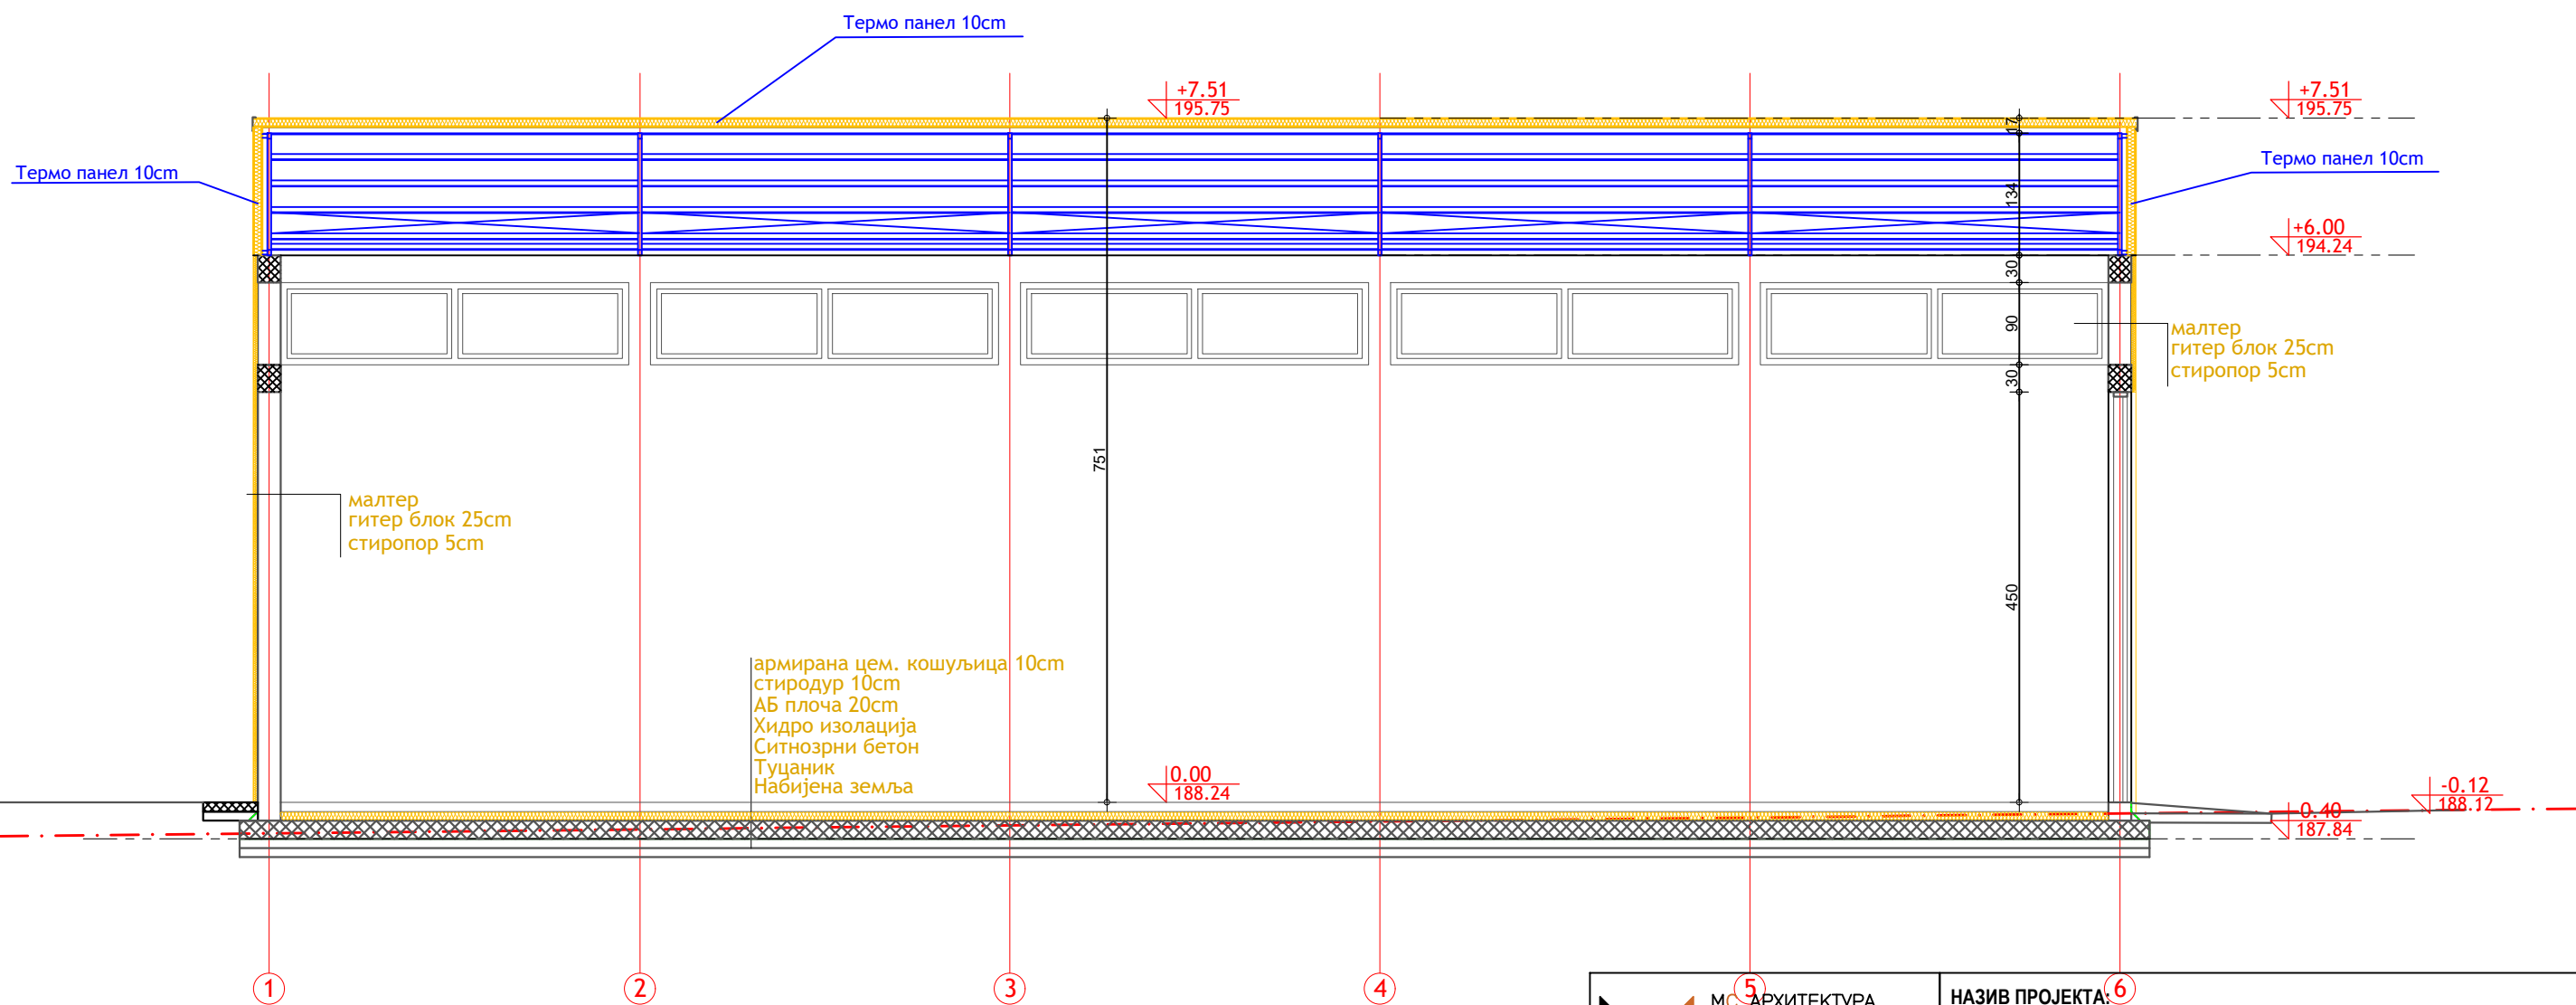 Термо панел 10cm
+7.51
195.75
+7.51
195.75
17
Термо панел 10cm
Термо панел 10cm
134
+6.00
194.24
30
90
малтер
гитер блок 25cm
стиропор 5cm
30
751
малтер
гитер блок 25cm
стиропор 5cm
450
армирана цем. кошуљица 10cm
стиродур 10cm
АБ плоча 20cm
Хидро изолација
Ситнозрни бетон
Туцаник
Набијена земља
0.00
188.24
-0.12
188.12
-0.40
187.84
1
2
3
4
5
6
МС АРХИТЕКТУРА
НАЗИВ ПРОЈЕКТА: